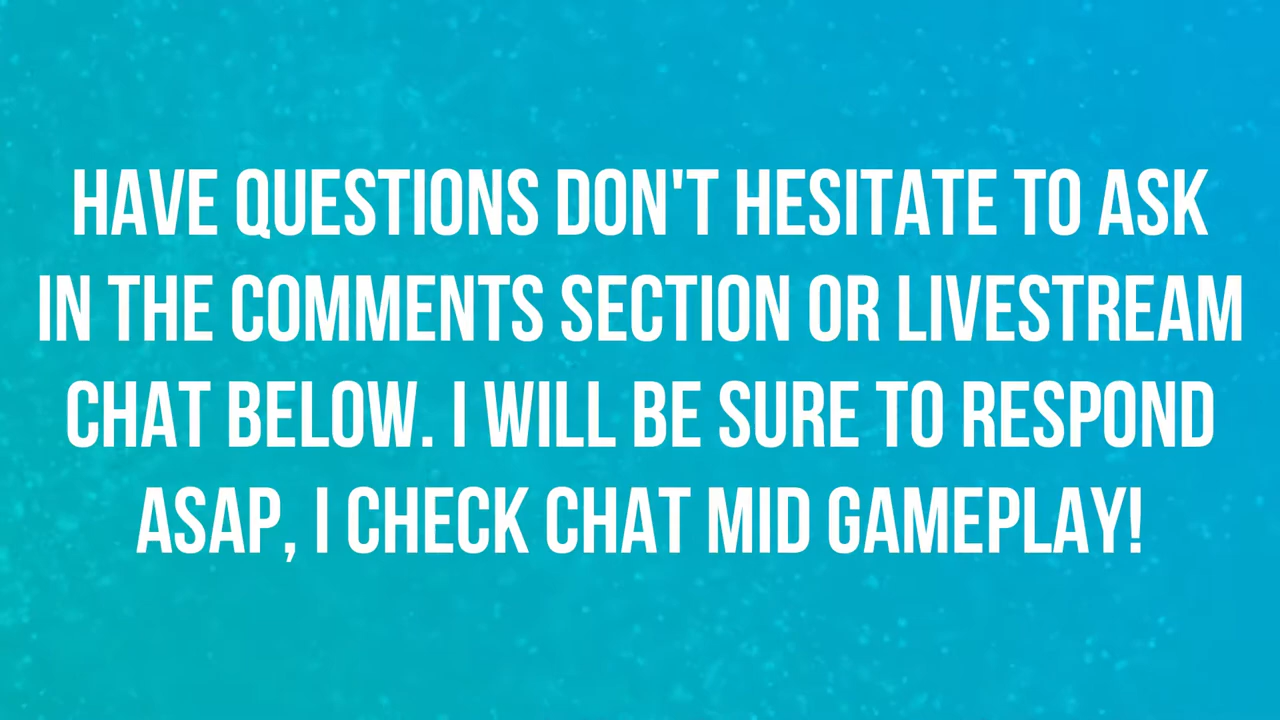 HAVE QUESTIONS DON'T HESITATE TO ASK
IN THE COMMENTS SECTION OR LIVESTREAM
CHAT BELOW. I WILL BE SURE TO RESPOND
ASAP, I CHECK CHAT MID GAMEPLAY!